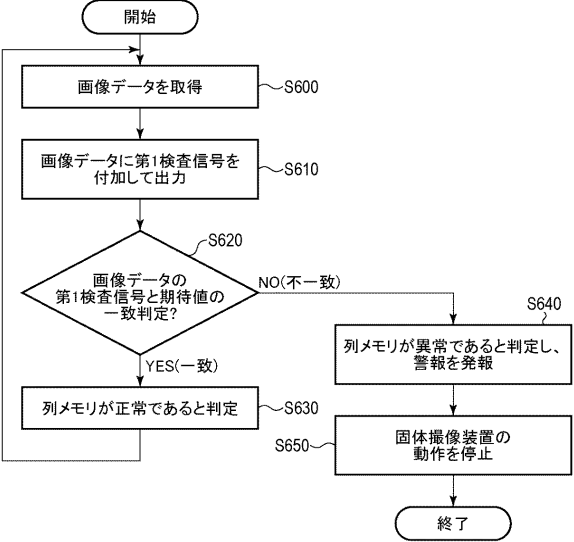 開始
画像データを取得
S600
画像データに第1検査信号を
付加して出力
S610
S620
画像データの
第1検査信号と期待値の
一致判定?
NO(不一致)
YES(一致)
列メモリが正常であると判定
S630
S640
列メモリが異常であると判定し、
警報を発報
S650
固体撮像装置の
動作を停止
終了